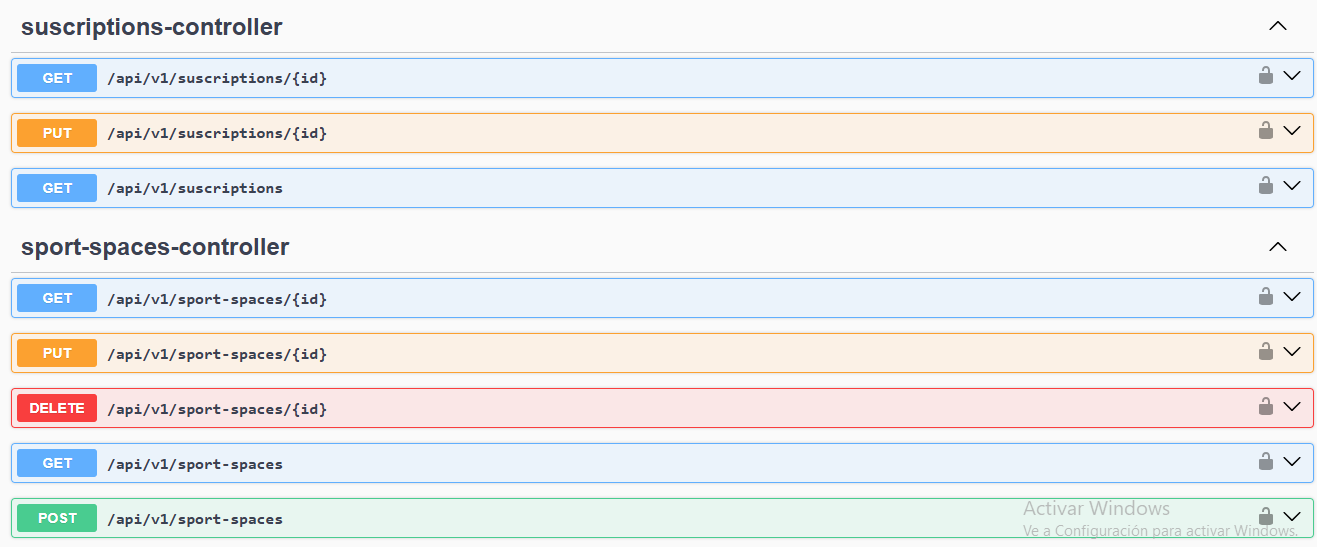 suscriptions-controller
GET /api/v1/suscriptions/{id}
PUT /api/v1/suscriptions/{id}
GET /api/v1/suscriptions
sport-spaces-controller
GET /api/v1/sport-spaces/{id}
PUT /api/v1/sport-spaces/{id}
DELETE /api/v1/sport-spaces/{id}
GET /api/v1/sport-spaces
POST /api/v1/sport-spaces
Activar Windows
Ve a Configuración para activar Windows.